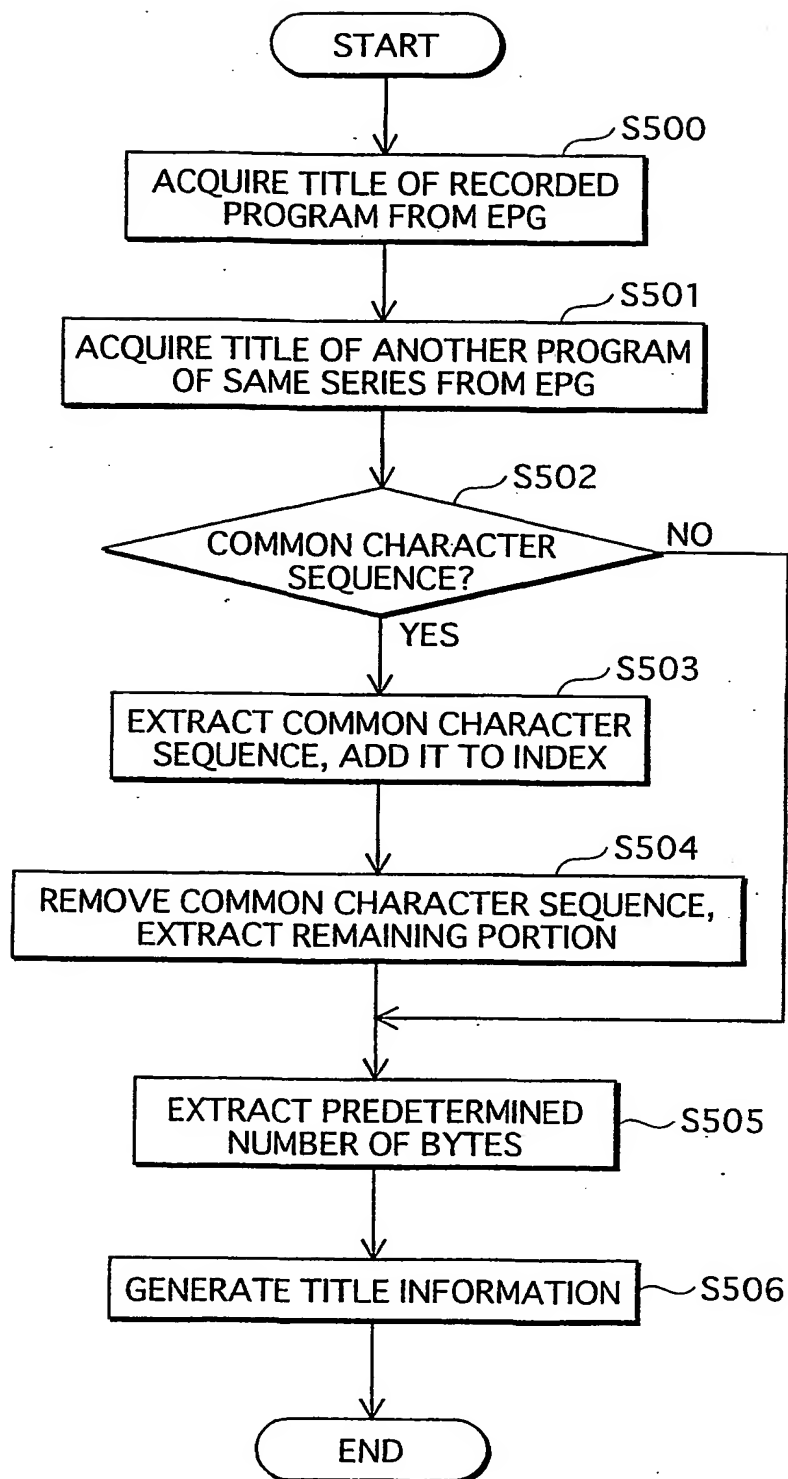 START
S500
ACQUIRE TITLE OF RECORDED
PROGRAM FROM EPG
S501
ACQUIRE TITLE OF ANOTHER PROGRAM
OF SAME SERIES FROM EPG
S502
COMMON CHARACTER
SEQUENCE?
NO
YES
S503
EXTRACT COMMON CHARACTER
SEQUENCE, ADD IT TO INDEX
S504
REMOVE COMMON CHARACTER SEQUENCE,
EXTRACT REMAINING PORTION
EXTRACT PREDETERMINED
NUMBER OF BYTES
S505
GENERATE TITLE INFORMATION
S506
END